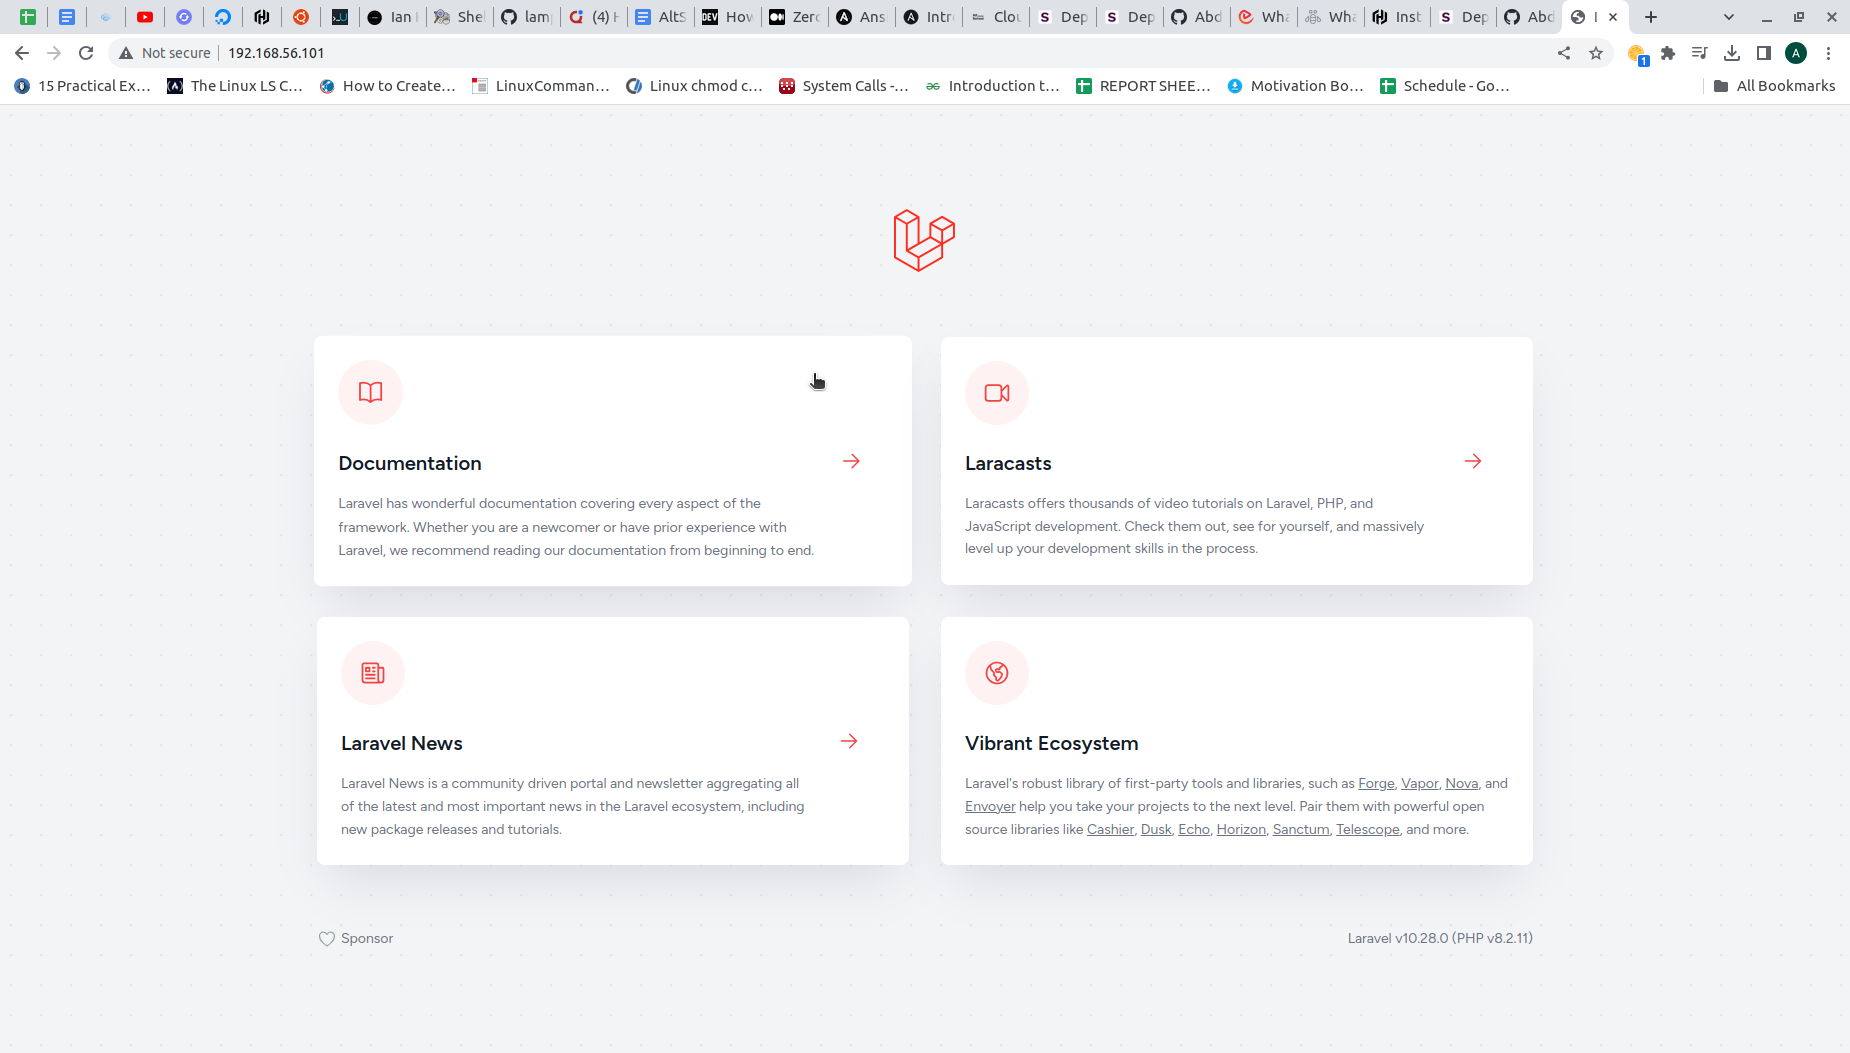 Ian
She
lam
(4)
AltS
DEV
How
Zero
Ans
Intr
Clou
Dep
Dep
Abd
Wha
Wha
Inst
Dep
Abd
Not secure
192.168.56.101
1
A
15 Practical Ex...
The Linux LS C...
How to Create...
LinuxComman...
Linux chmod c...
System Calls -...
Introduction t...
REPORT SHEE...
Motivation Bo...
Schedule - Go...
All Bookmarks
Documentation
Laravel has wonderful documentation covering every aspect of the
framework. Whether you are a newcomer or have prior experience with
Laravel, we recommend reading our documentation from beginning to end.
Laracasts
Laracasts offers thousands of video tutorials on Laravel, PHP, and
JavaScript development. Check them out, see for yourself, and massively
level up your development skills in the process.
Laravel News
Laravel News is a community driven portal and newsletter aggregating all
of the latest and most important news in the Laravel ecosystem, including
new package releases and tutorials.
Vibrant Ecosystem
Laravel's robust library of first-party tools and libraries, such as Forge, Vapor, Nova, and
Envoyer help you take your projects to the next level. Pair them with powerful open
source libraries like Cashier, Dusk, Echo, Horizon, Sanctum, Telescope, and more.
Sponsor
Laravel v10.28.0 (PHP v8.2.11)